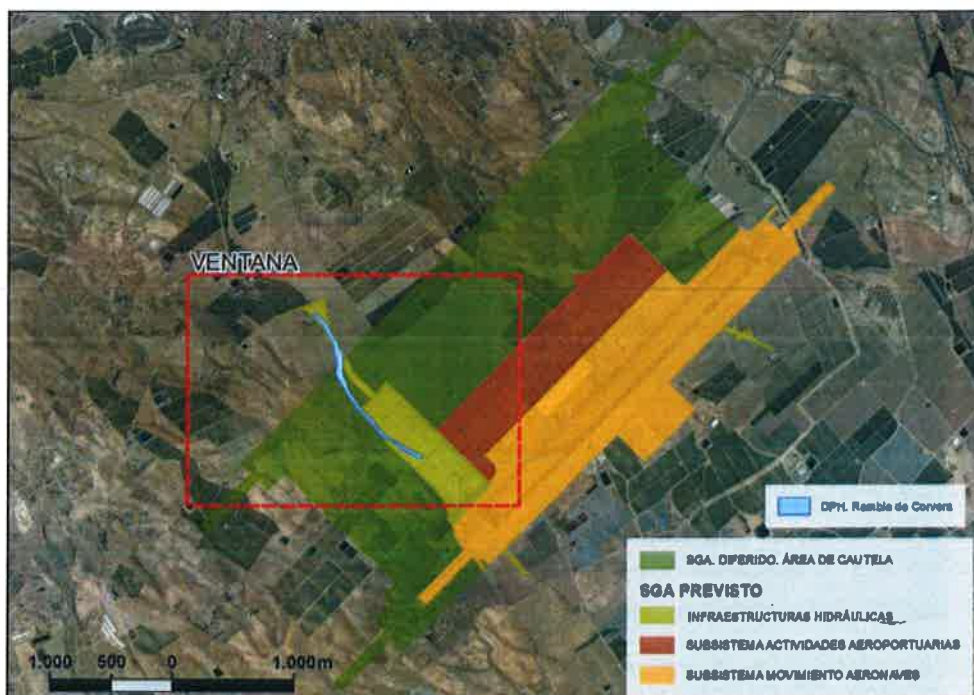 VENTANA
DPH. Rambla de Corvera
SGA. DIFERIDO. ÁREA DE CAUTELA
SGA PREVISTO
INFRAESTRUCTURAS HIDRÁULICAS
SUBSISTEMA ACTIVIDADES AEROPORTUARIAS
SUBSISTEMA MOVIMIENTO AERONAVES
1.000 500 0 1.000 m